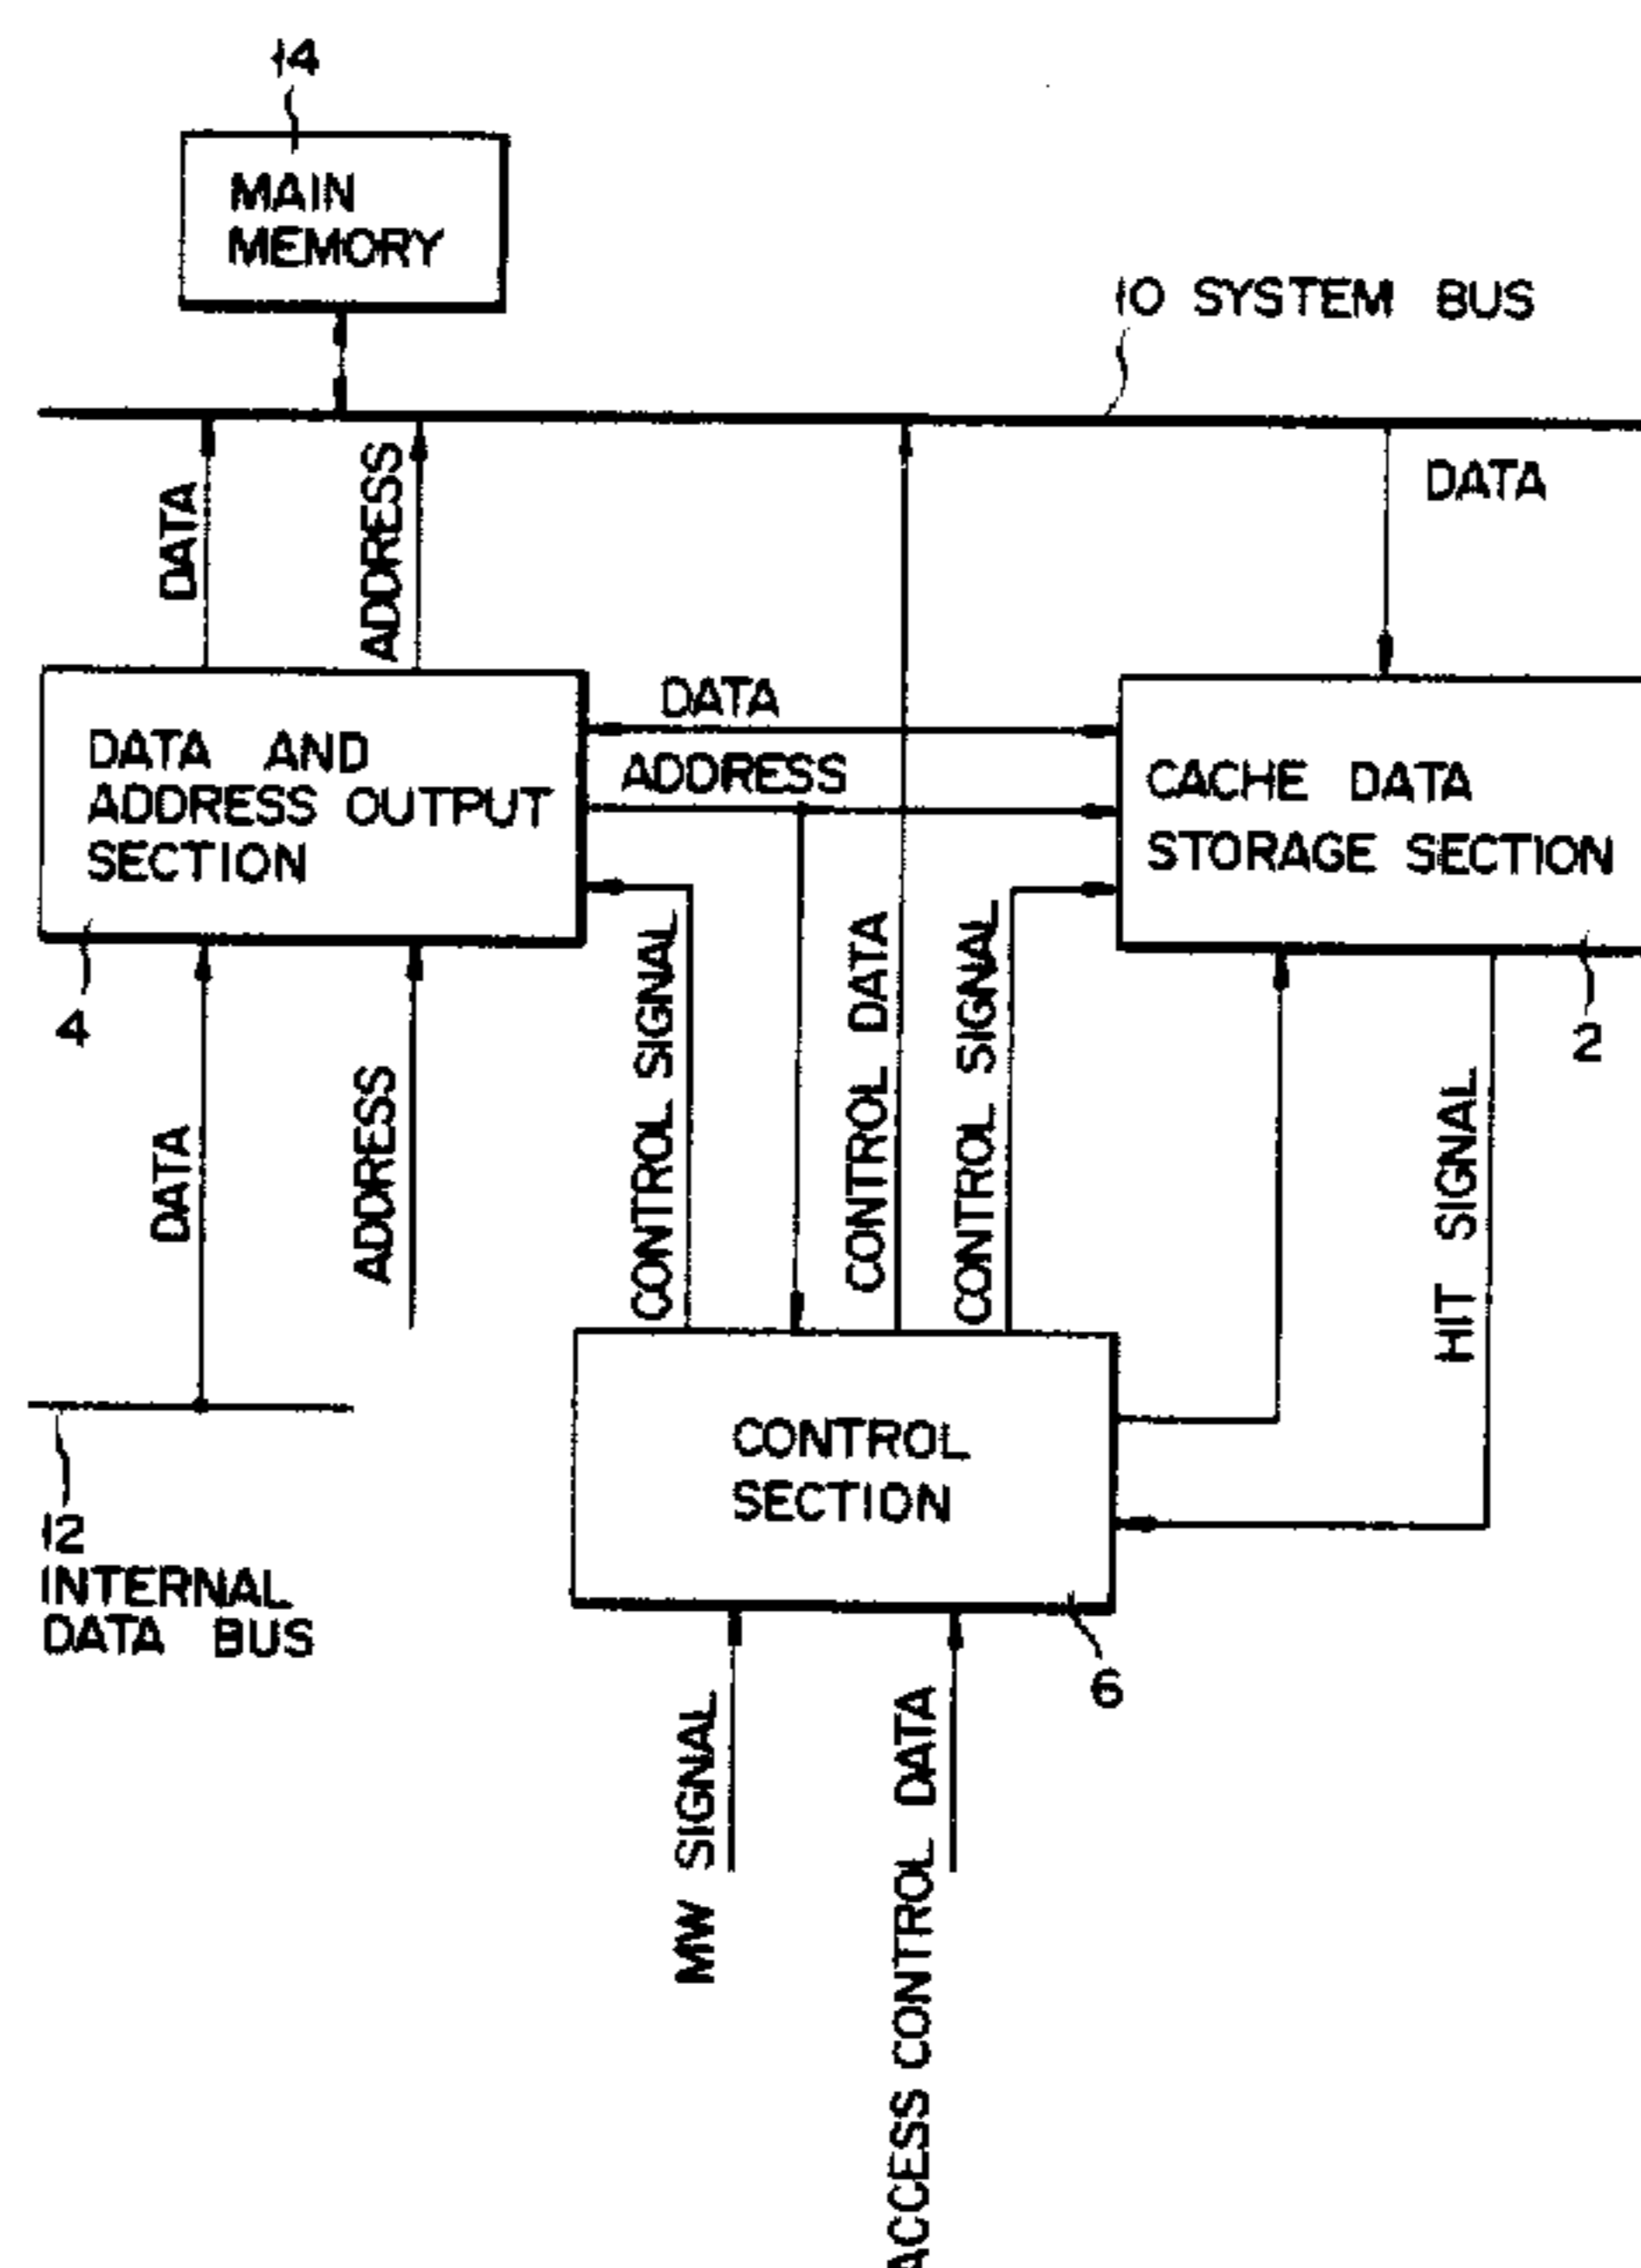 14
MAIN
MEMORY
10 SYSTEM BUS
DATA
ADDRESS
DATA
DATA
ADDRESS
DATA AND
ADDRESS OUTPUT
SECTION
CACHE DATA
STORAGE SECTION
4
2
DATA
ADDRESS
CONTROL SIGNAL
CONTROL DATA
CONTROL SIGNAL
HIT SIGNAL
CONTROL
SECTION
12
INTERNAL
DATA BUS
6
MW SIGNAL
ACCESS CONTROL DATA